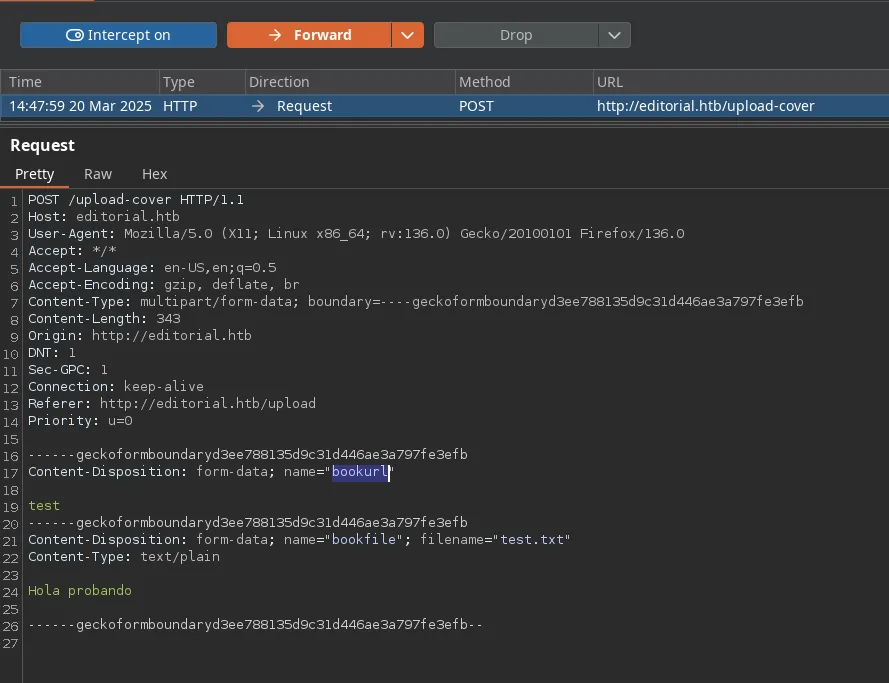 Intercept on
Forward
Drop
Time Type Direction Method URL
14:47:59 20 Mar 2025 HTTP → Request POST http://editorial.htb/upload-cover
Request
Pretty Raw Hex
1 POST /upload-cover HTTP/1.1
2 Host: editorial.htb
3 User-Agent: Mozilla/5.0 (X11; Linux x86_64; rv:136.0) Gecko/20100101 Firefox/136.0
4 Accept: */*
5 Accept-Language: en-US,en;q=0.5
6 Accept-Encoding: gzip, deflate, br
7 Content-Type: multipart/form-data; boundary=----geckoformboundaryd3ee788135d9c31d446ae3a797fe3efb
8 Content-Length: 343
9 Origin: http://editorial.htb
10 DNT: 1
11 Sec-GPC: 1
12 Connection: keep-alive
13 Referer: http://editorial.htb/upload
14 Priority: u=0
15
16 ------geckoformboundaryd3ee788135d9c31d446ae3a797fe3efb
17 Content-Disposition: form-data; name="bookurl"
18
19 test
20 ------geckoformboundaryd3ee788135d9c31d446ae3a797fe3efb
21 Content-Disposition: form-data; name="bookfile"; filename="test.txt"
22 Content-Type: text/plain
23
24 Hola probando
25
26 ------geckoformboundaryd3ee788135d9c31d446ae3a797fe3efb--
27